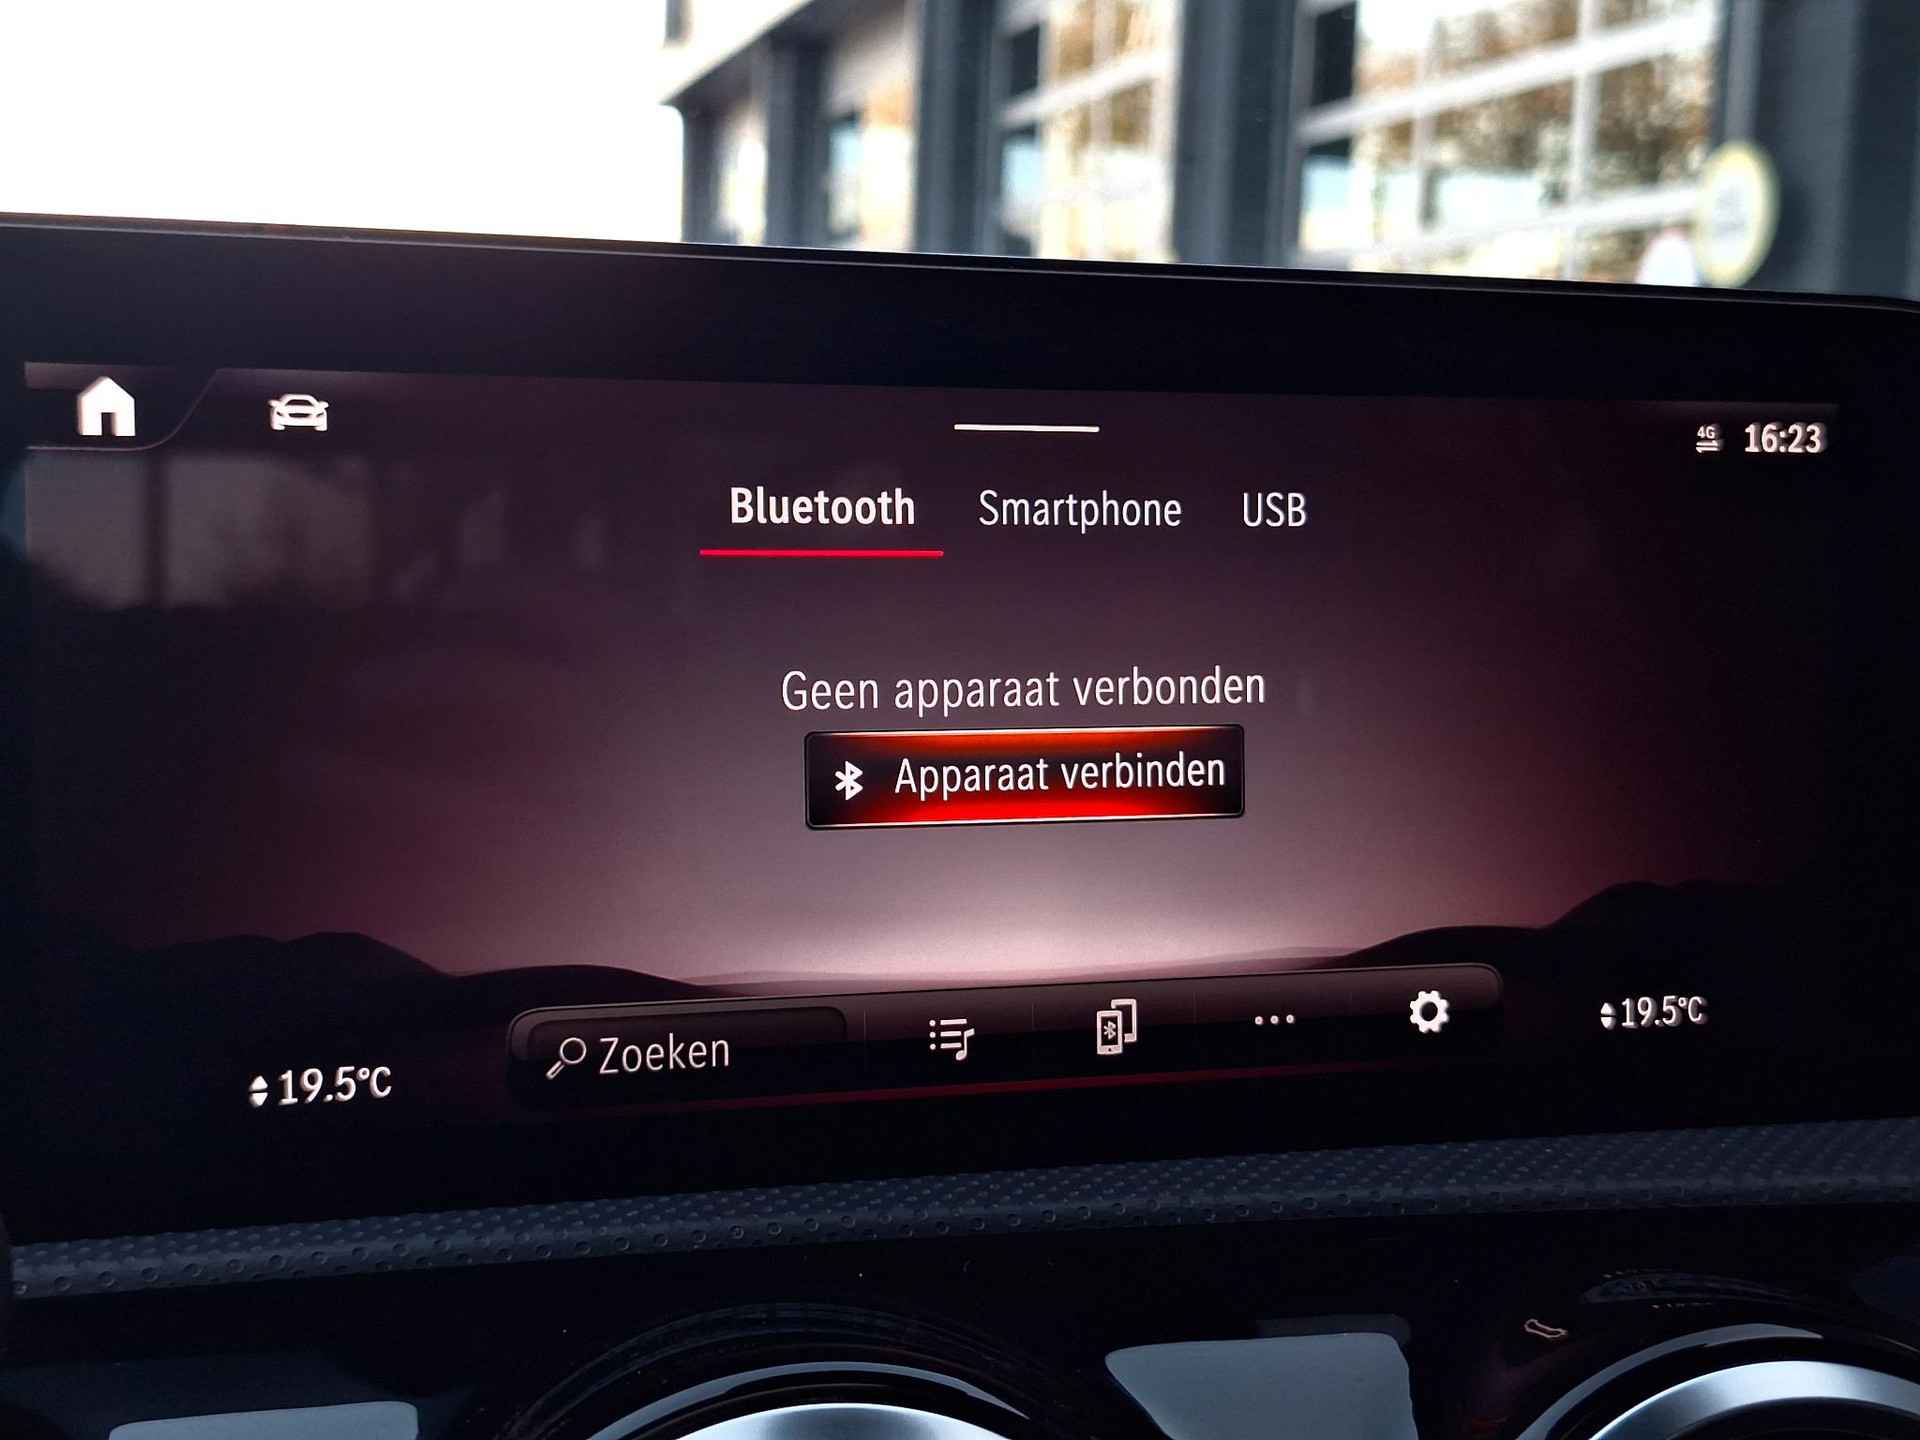 4G 16:23
Bluetooth Smartphone USB
Geen apparaat verbonden
Apparaat verbinden
Zoeken
19.5°C
19.5°C